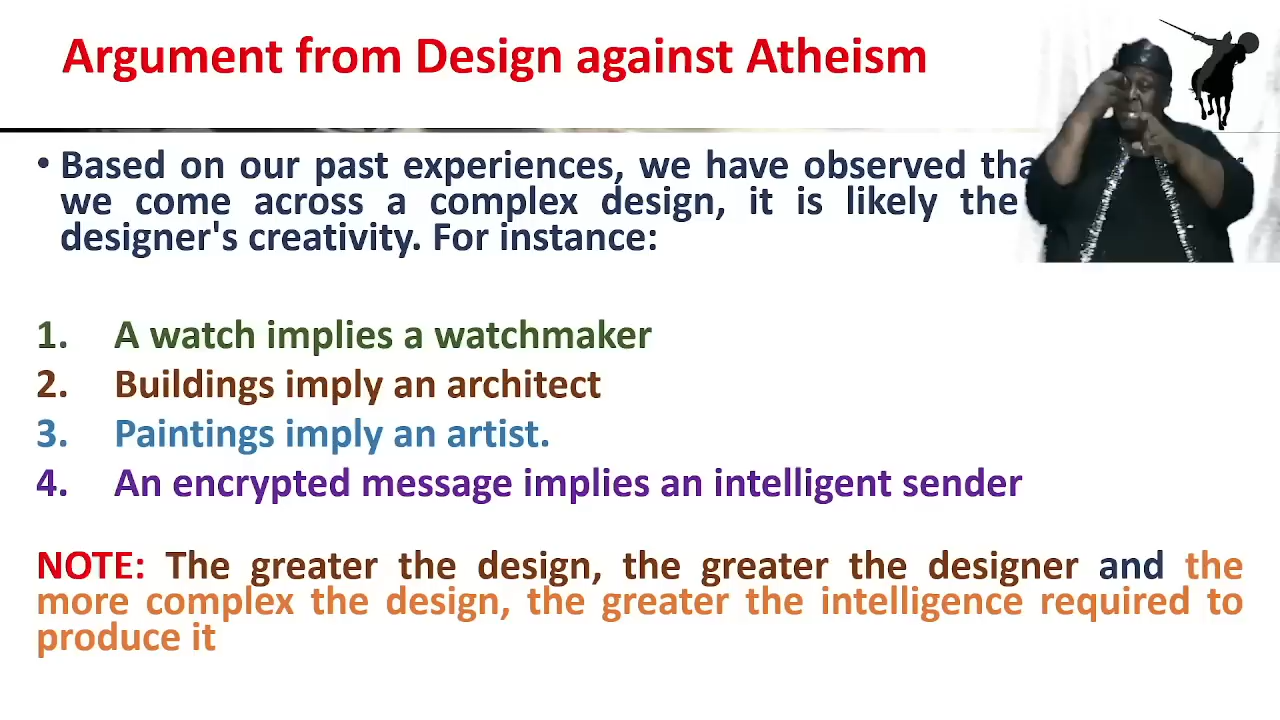 Argument from Design against Atheism
• Based on our past experiences, we have observed
we come across a complex design, it is likely the
designer's creativity. For instance:
1. A watch implies a watchmaker
2. Buildings imply an architect
3. Paintings imply an artist.
4. An encrypted message implies an intelligent sender
NOTE: The greater the design, the greater the designer and the
more complex the design, the greater the intelligence required to
produce it